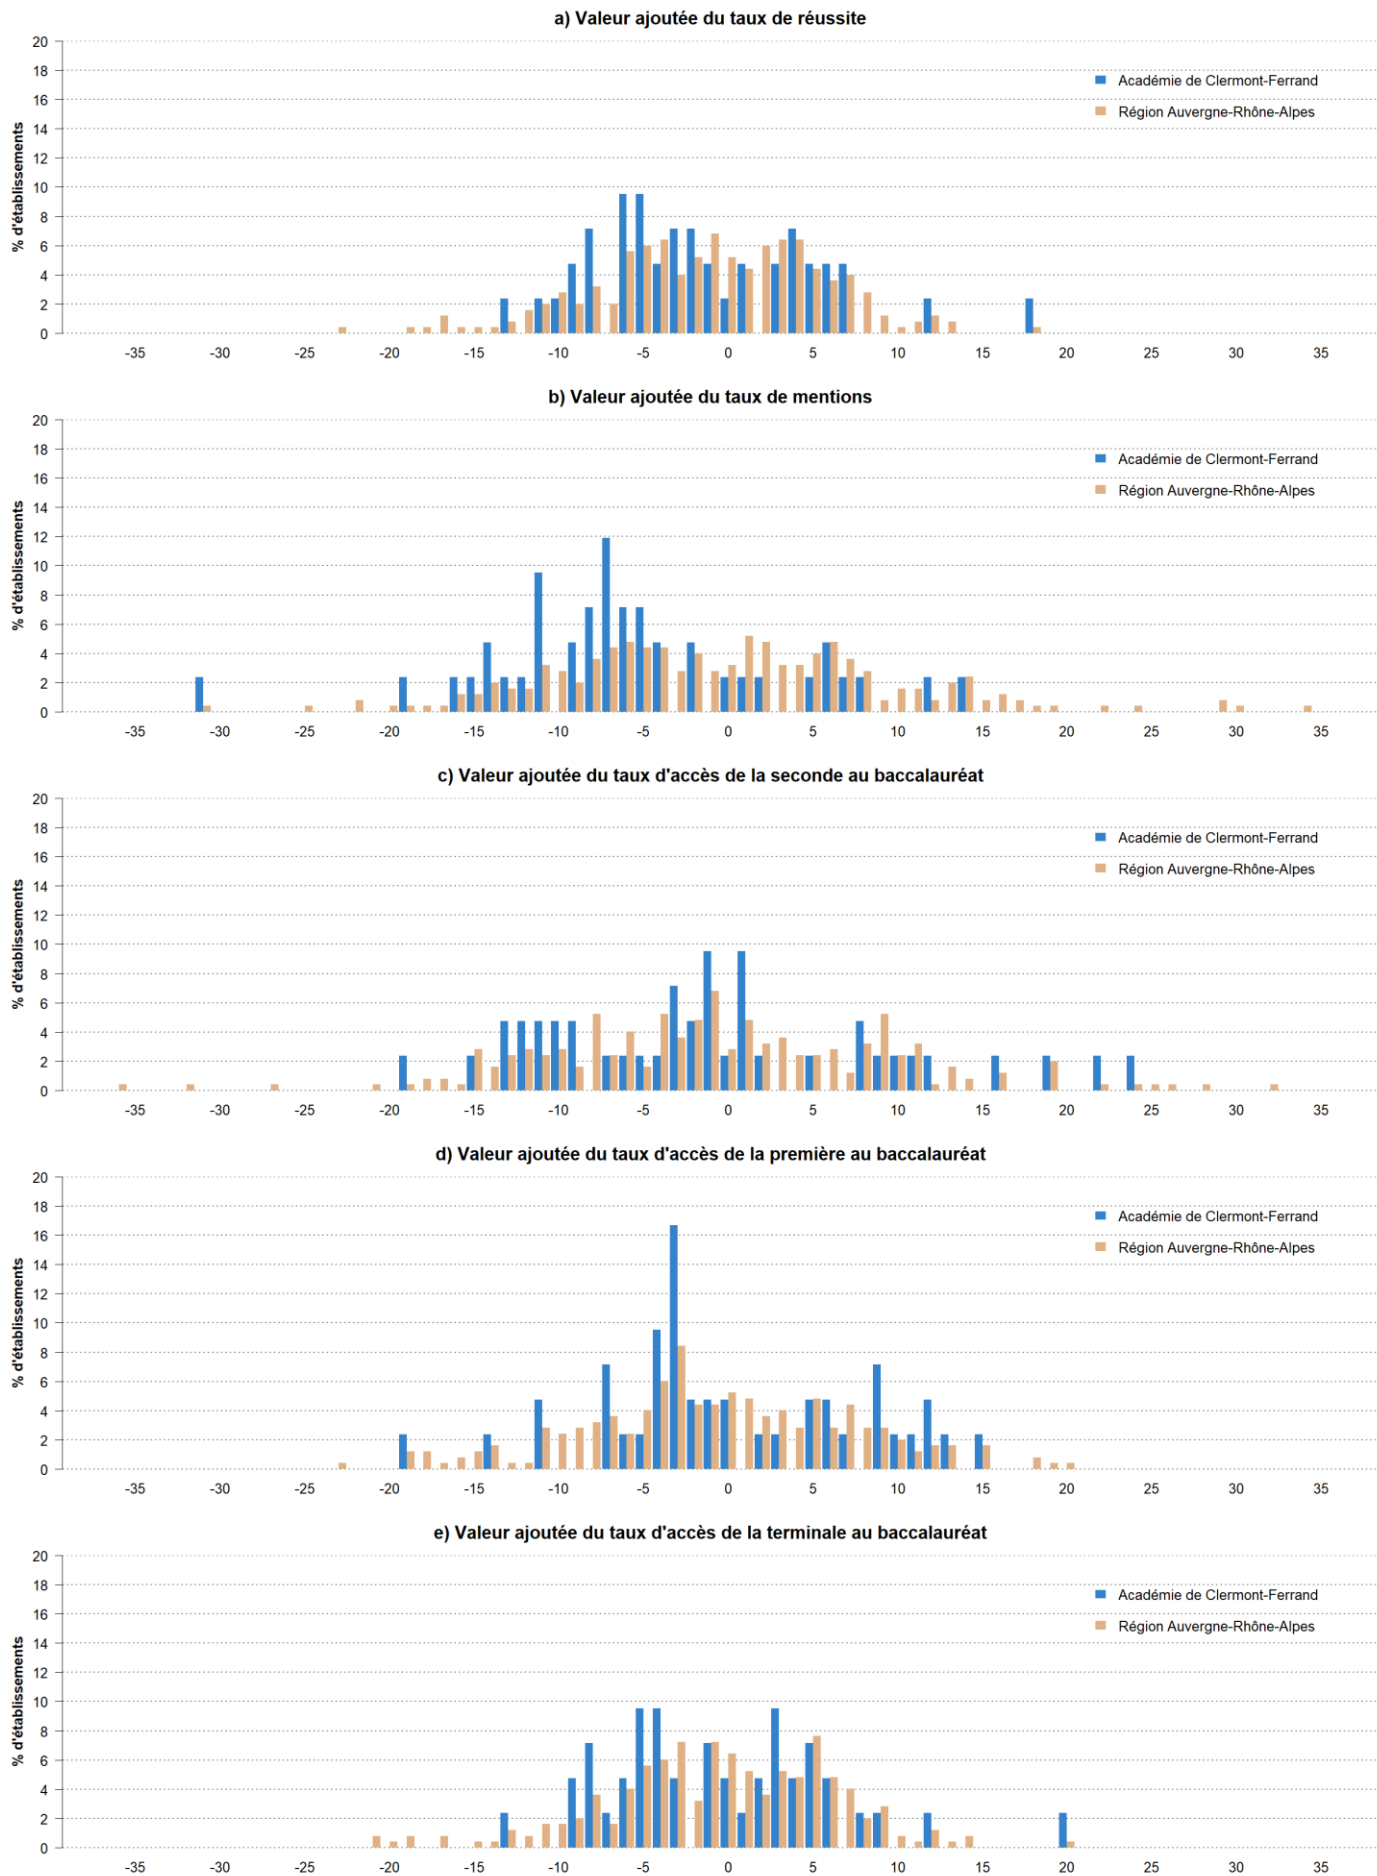 a) Valeur ajoutée du taux de réussite
20
18
Académie de Clermont-Ferrand
16
Région Auvergne-Rhône-Alpes
14
12
10
8
6
4
2
0
% d'établissements
-35 -30 -25 -20 -15 -10 -5 0 5 10 15 20 25 30 35
b) Valeur ajoutée du taux de mentions
20
18
Académie de Clermont-Ferrand
16
Région Auvergne-Rhône-Alpes
14
12
10
8
6
4
2
0
% d'établissements
-35 -30 -25 -20 -15 -10 -5 0 5 10 15 20 25 30 35
c) Valeur ajoutée du taux d'accès de la seconde au baccalauréat
20
18
Académie de Clermont-Ferrand
16
Région Auvergne-Rhône-Alpes
14
12
10
8
6
4
2
0
% d'établissements
-35 -30 -25 -20 -15 -10 -5 0 5 10 15 20 25 30 35
d) Valeur ajoutée du taux d'accès de la première au baccalauréat
20
18
Académie de Clermont-Ferrand
16
Région Auvergne-Rhône-Alpes
14
12
10
8
6
4
2
0
% d'établissements
-35 -30 -25 -20 -15 -10 -5 0 5 10 15 20 25 30 35
e) Valeur ajoutée du taux d'accès de la terminale au baccalauréat
20
18
Académie de Clermont-Ferrand
16
Région Auvergne-Rhône-Alpes
14
12
10
8
6
4
2
0
% d'établissements
-35 -30 -25 -20 -15 -10 -5 0 5 10 15 20 25 30 35